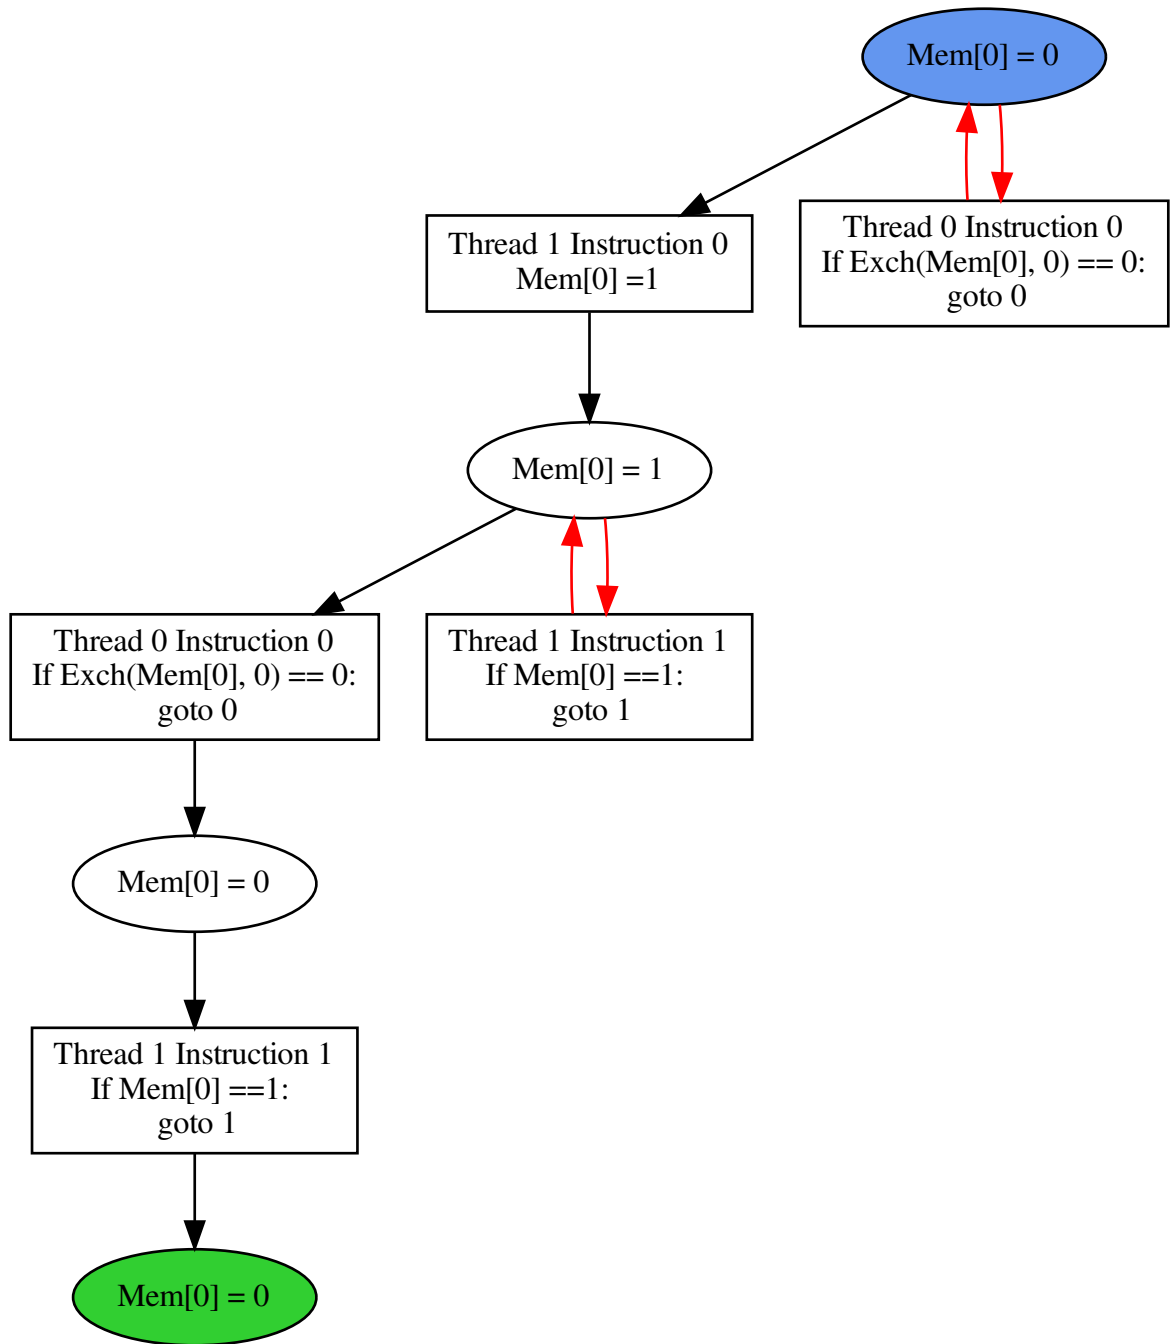 Mem[0] = 0
Thread 1 Instruction 0
Mem[0] =1
Thread 0 Instruction 0
If Exch(Mem[0], 0) == 0:
goto 0
Mem[0] = 1
Thread 0 Instruction 0
If Exch(Mem[0], 0) == 0:
goto 0
Thread 1 Instruction 1
If Mem[0] ==1:
goto 1
Mem[0] = 0
Thread 1 Instruction 1
If Mem[0] ==1:
goto 1
Mem[0] = 0